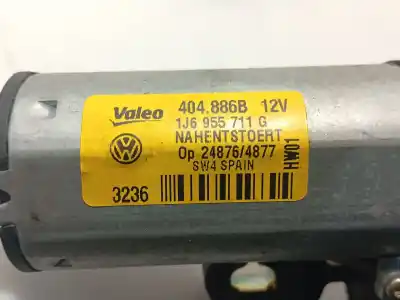 Valeo 404.886B 12V
1J6 955 711 G
NAHENTSTOERT
Op 24876/4877
SW4 SPAIN
3236
HW01